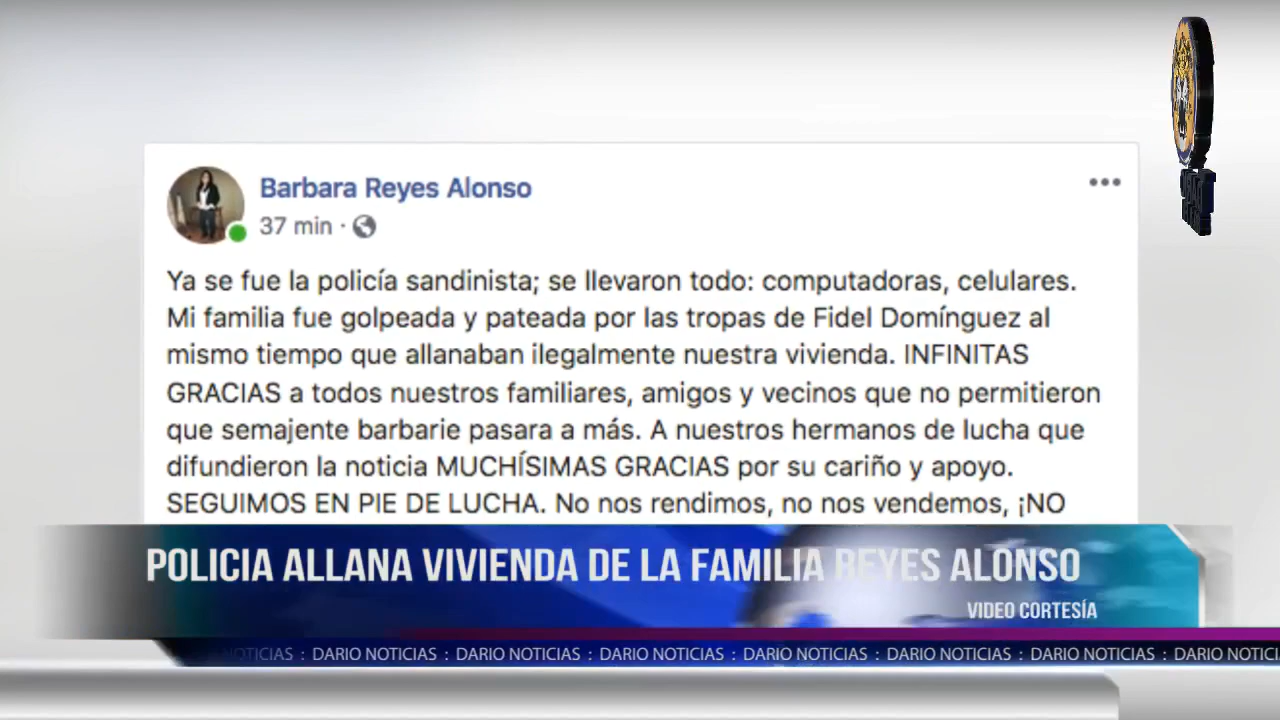 Barbara Reyes Alonso
37 min ·
Ya se fue la policía sandinista; se llevaron todo: computadoras, celulares.
Mi familia fue golpeada y pateada por las tropas de Fidel Domínguez al
mismo tiempo que allanaban ilegalmente nuestra vivienda. INFINITAS
GRACIAS a todos nuestros familiares, amigos y vecinos que no permitieron
que semajente barbarie pasara a más. A nuestros hermanos de lucha que
difundieron la noticia MUCHÍSIMAS GRACIAS por su cariño y apoyo.
SEGUIMOS EN PIE DE LUCHA. No nos rendimos, no nos vendemos, ¡NO
POLICIA ALLANA VIVIENDA DE LA FAMILIA REYES ALONSO
VIDEO CORTESÍA
NOTICIAS : DARIO NOTICIAS : DARIO NOTICIAS : DARIO NOTICIAS : DARIO NOTICIAS : DARIO NOTICIAS : DARIO NOTICIAS : DARIO NOTICI